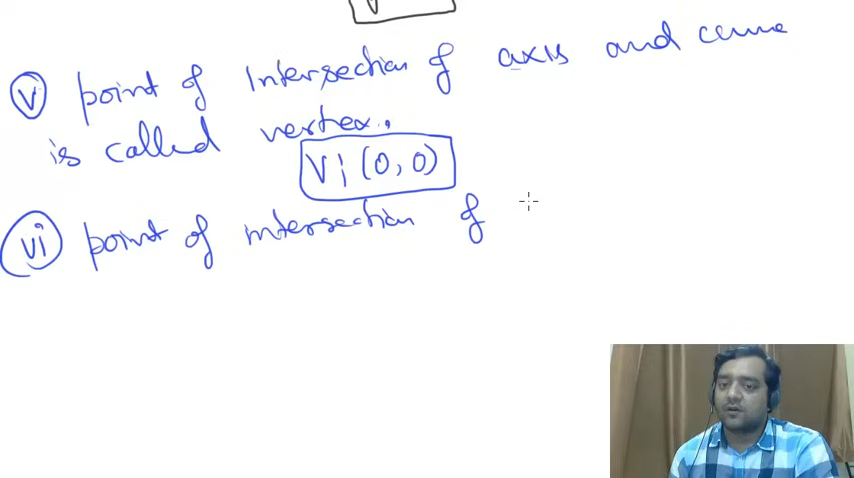 V point of Intersection of axis and curve
is called vertex.
V; (0, 0)
vi point of intersection of